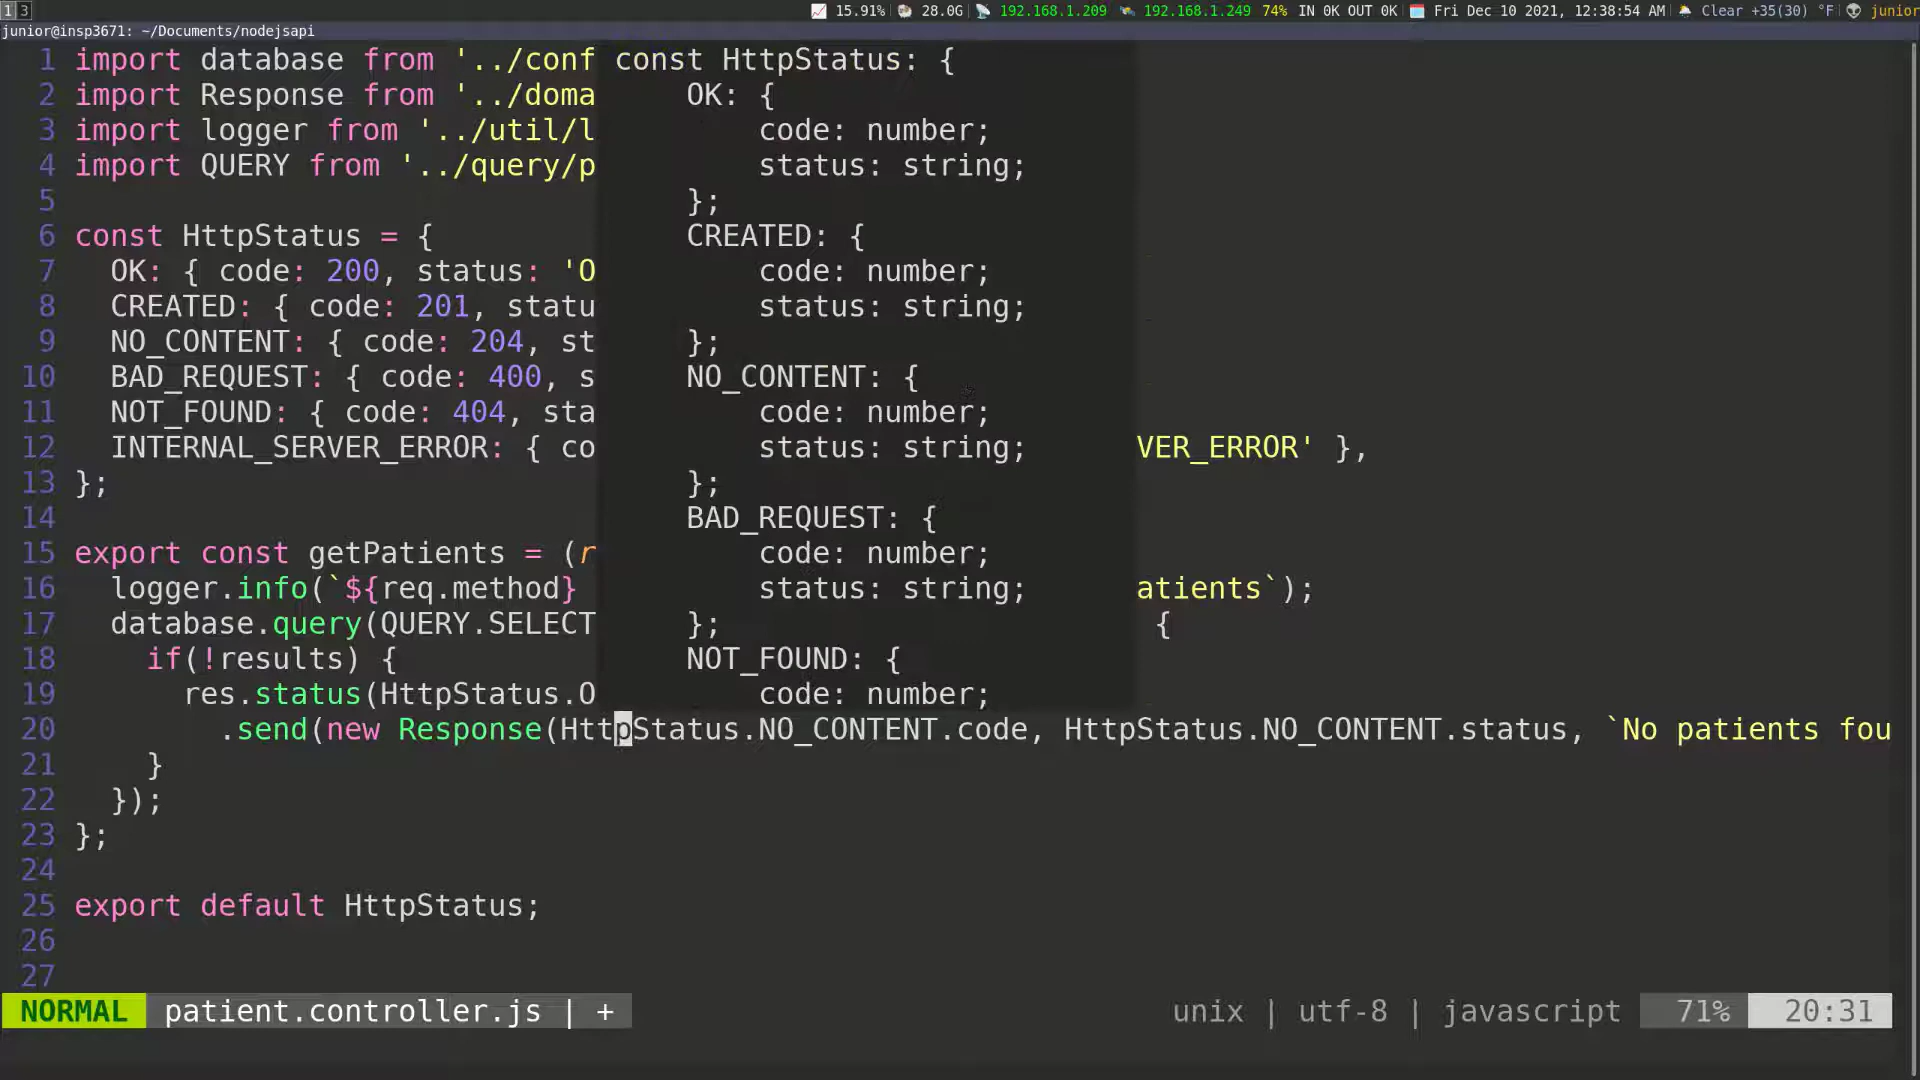 1 3 15.91% 28.0G 192.168.1.209 192.168.1.249 74% IN 0K OUT 0K Fri Dec 10 2021, 12:38:54 AM Clear +35(30) °F junior
junior@insp3671: ~/Documents/nodejsapi
1 import database from '../conf
2 import Response from '../doma
3 import logger from '../util/l
4 import QUERY from '../query/p
5
6 const HttpStatus = {
7 OK: { code: 200, status: 'O
8 CREATED: { code: 201, statu
9 NO_CONTENT: { code: 204, st
10 BAD_REQUEST: { code: 400, s
11 NOT_FOUND: { code: 404, sta
12 INTERNAL_SERVER_ERROR: { co VER_ERROR' },
13 };
14
15 export const getPatients = (r
16 logger.info(`${req.method} atients`);
17 database.query(QUERY.SELECT {
18 if(!results) {
19 res.status(HttpStatus.O
20 .send(new Response(HttpStatus.NO_CONTENT.code, HttpStatus.NO_CONTENT.status, `No patients fou
21 }
22 });
23 };
24
25 export default HttpStatus;
26
27
const HttpStatus: {
OK: {
code: number;
status: string;
};
CREATED: {
code: number;
status: string;
};
NO_CONTENT: {
code: number;
status: string;
};
BAD_REQUEST: {
code: number;
status: string;
};
NOT_FOUND: {
code: number;
NORMAL patient.controller.js | + unix | utf-8 | javascript 71% 20:31